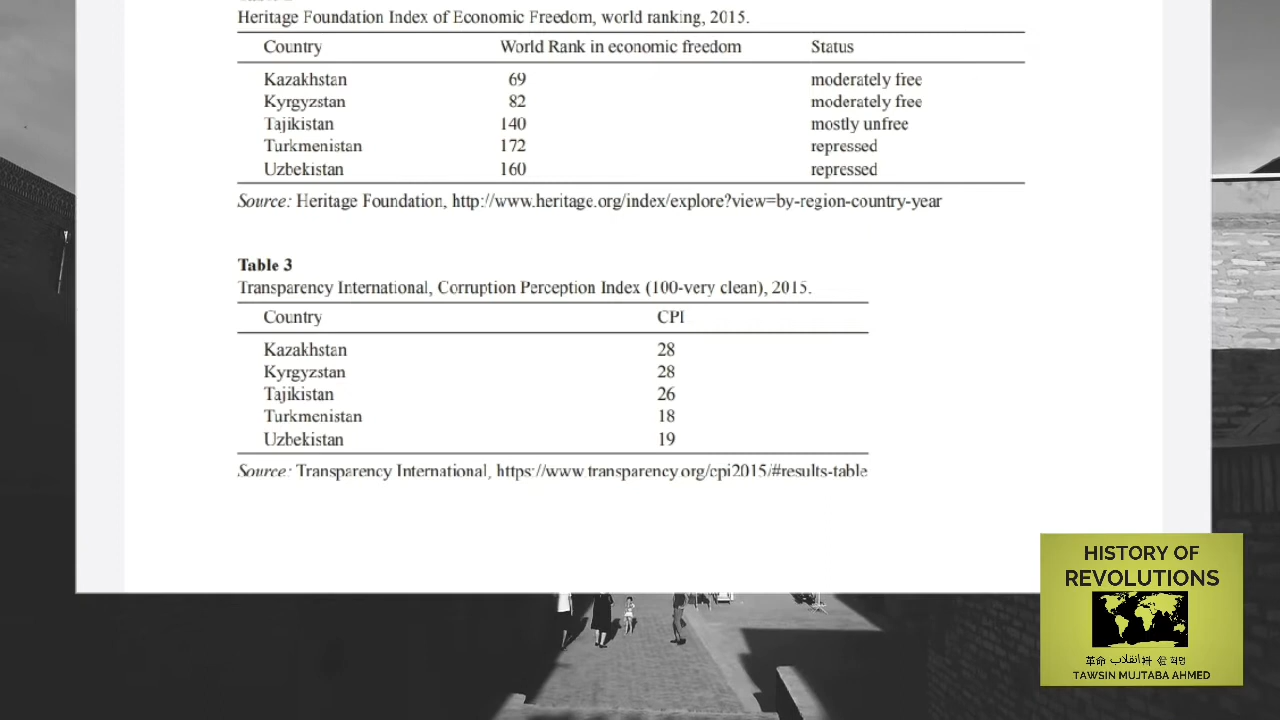 Heritage Foundation Index of Economic Freedom, world ranking, 2015.
Country World Rank in economic freedom Status
Kazakhstan 69 moderately free
Kyrgyzstan 82 moderately free
Tajikistan 140 mostly unfree
Turkmenistan 172 repressed
Uzbekistan 160 repressed
Source: Heritage Foundation, http://www.heritage.org/index/explore?view=by-region-country-year
Table 3
Transparency International, Corruption Perception Index (100-very clean), 2015.
Country CPI
Kazakhstan 28
Kyrgyzstan 28
Tajikistan 26
Turkmenistan 18
Uzbekistan 19
Source: Transparency International, https://www.transparency.org/cpi2015/#results-table
HISTORY OF
REVOLUTIONS
革命 انقلاب
TAWSIN MUJTABA AHMED